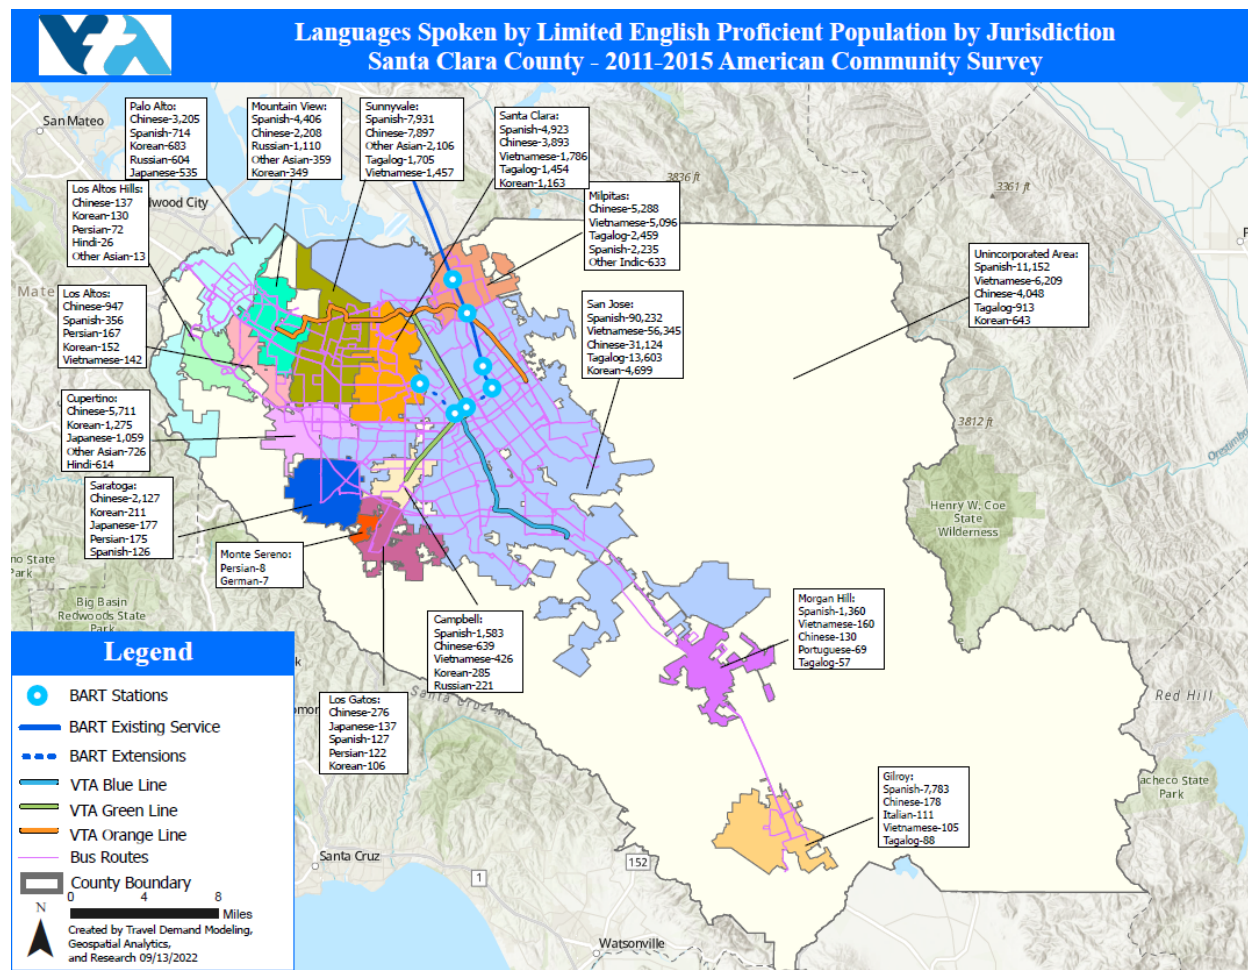 VTA
Languages Spoken by Limited English Proficient Population by Jurisdiction
Santa Clara County - 2011-2015 American Community Survey
Palo Alto:
Chinese-3,205
Spanish-714
Korean-683
Russian-604
Japanese-535
Mountain View:
Spanish-4,406
Chinese-2,208
Russian-1,110
Other Asian-359
Korean-349
Sunnyvale:
Spanish-7,931
Chinese-7,897
Other Asian-2,106
Tagalog-1,705
Vietnamese-1,457
Santa Clara:
Spanish-4,923
Chinese-3,893
Vietnamese-1,786
Tagalog-1,454
Korean-1,163
Milpitas:
Chinese-5,288
Vietnamese-5,096
Tagalog-2,459
Spanish-2,235
Other Indic-633
Los Altos Hills:
Chinese-137
Korean-130
Persian-72
Hindi-26
Other Asian-13
Unincorporated Area:
Spanish-11,152
Vietnamese-6,209
Chinese-4,048
Tagalog-913
Korean-643
Los Altos:
Chinese-947
Spanish-356
Persian-167
Korean-152
Vietnamese-142
San Jose:
Spanish-90,232
Vietnamese-56,345
Chinese-31,124
Tagalog-13,603
Korean-4,699
Cupertino:
Chinese-5,711
Korean-1,275
Japanese-1,059
Other Asian-726
Hindi-614
Saratoga:
Chinese-2,127
Korean-211
Japanese-177
Persian-175
Spanish-126
Monte Sereno:
Persian-8
German-7
Campbell:
Spanish-1,583
Chinese-639
Vietnamese-426
Korean-285
Russian-221
Los Gatos:
Chinese-276
Japanese-137
Spanish-127
Persian-122
Korean-106
Morgan Hill:
Spanish-1,360
Vietnamese-160
Chinese-130
Portuguese-69
Tagalog-57
Gilroy:
Spanish-7,783
Chinese-178
Italian-111
Vietnamese-105
Tagalog-88
San Mateo
dwood City
Mate
3836 ft
3361 ft
3812 ft
Orestimba
Henry W. Coe
State
Wilderness
no State
Park
Big Basin
Redwoods State
Park
omon
Santa Cruz
Red Hill
acheco State
Park
Santa Cruz
152
1
Watsonville
Legend
BART Stations
BART Existing Service
BART Extensions
VTA Blue Line
VTA Green Line
VTA Orange Line
Bus Routes
County Boundary
0 4 8
Miles
N
Created by Travel Demand Modeling,
Geospatial Analytics,
and Research 09/13/2022